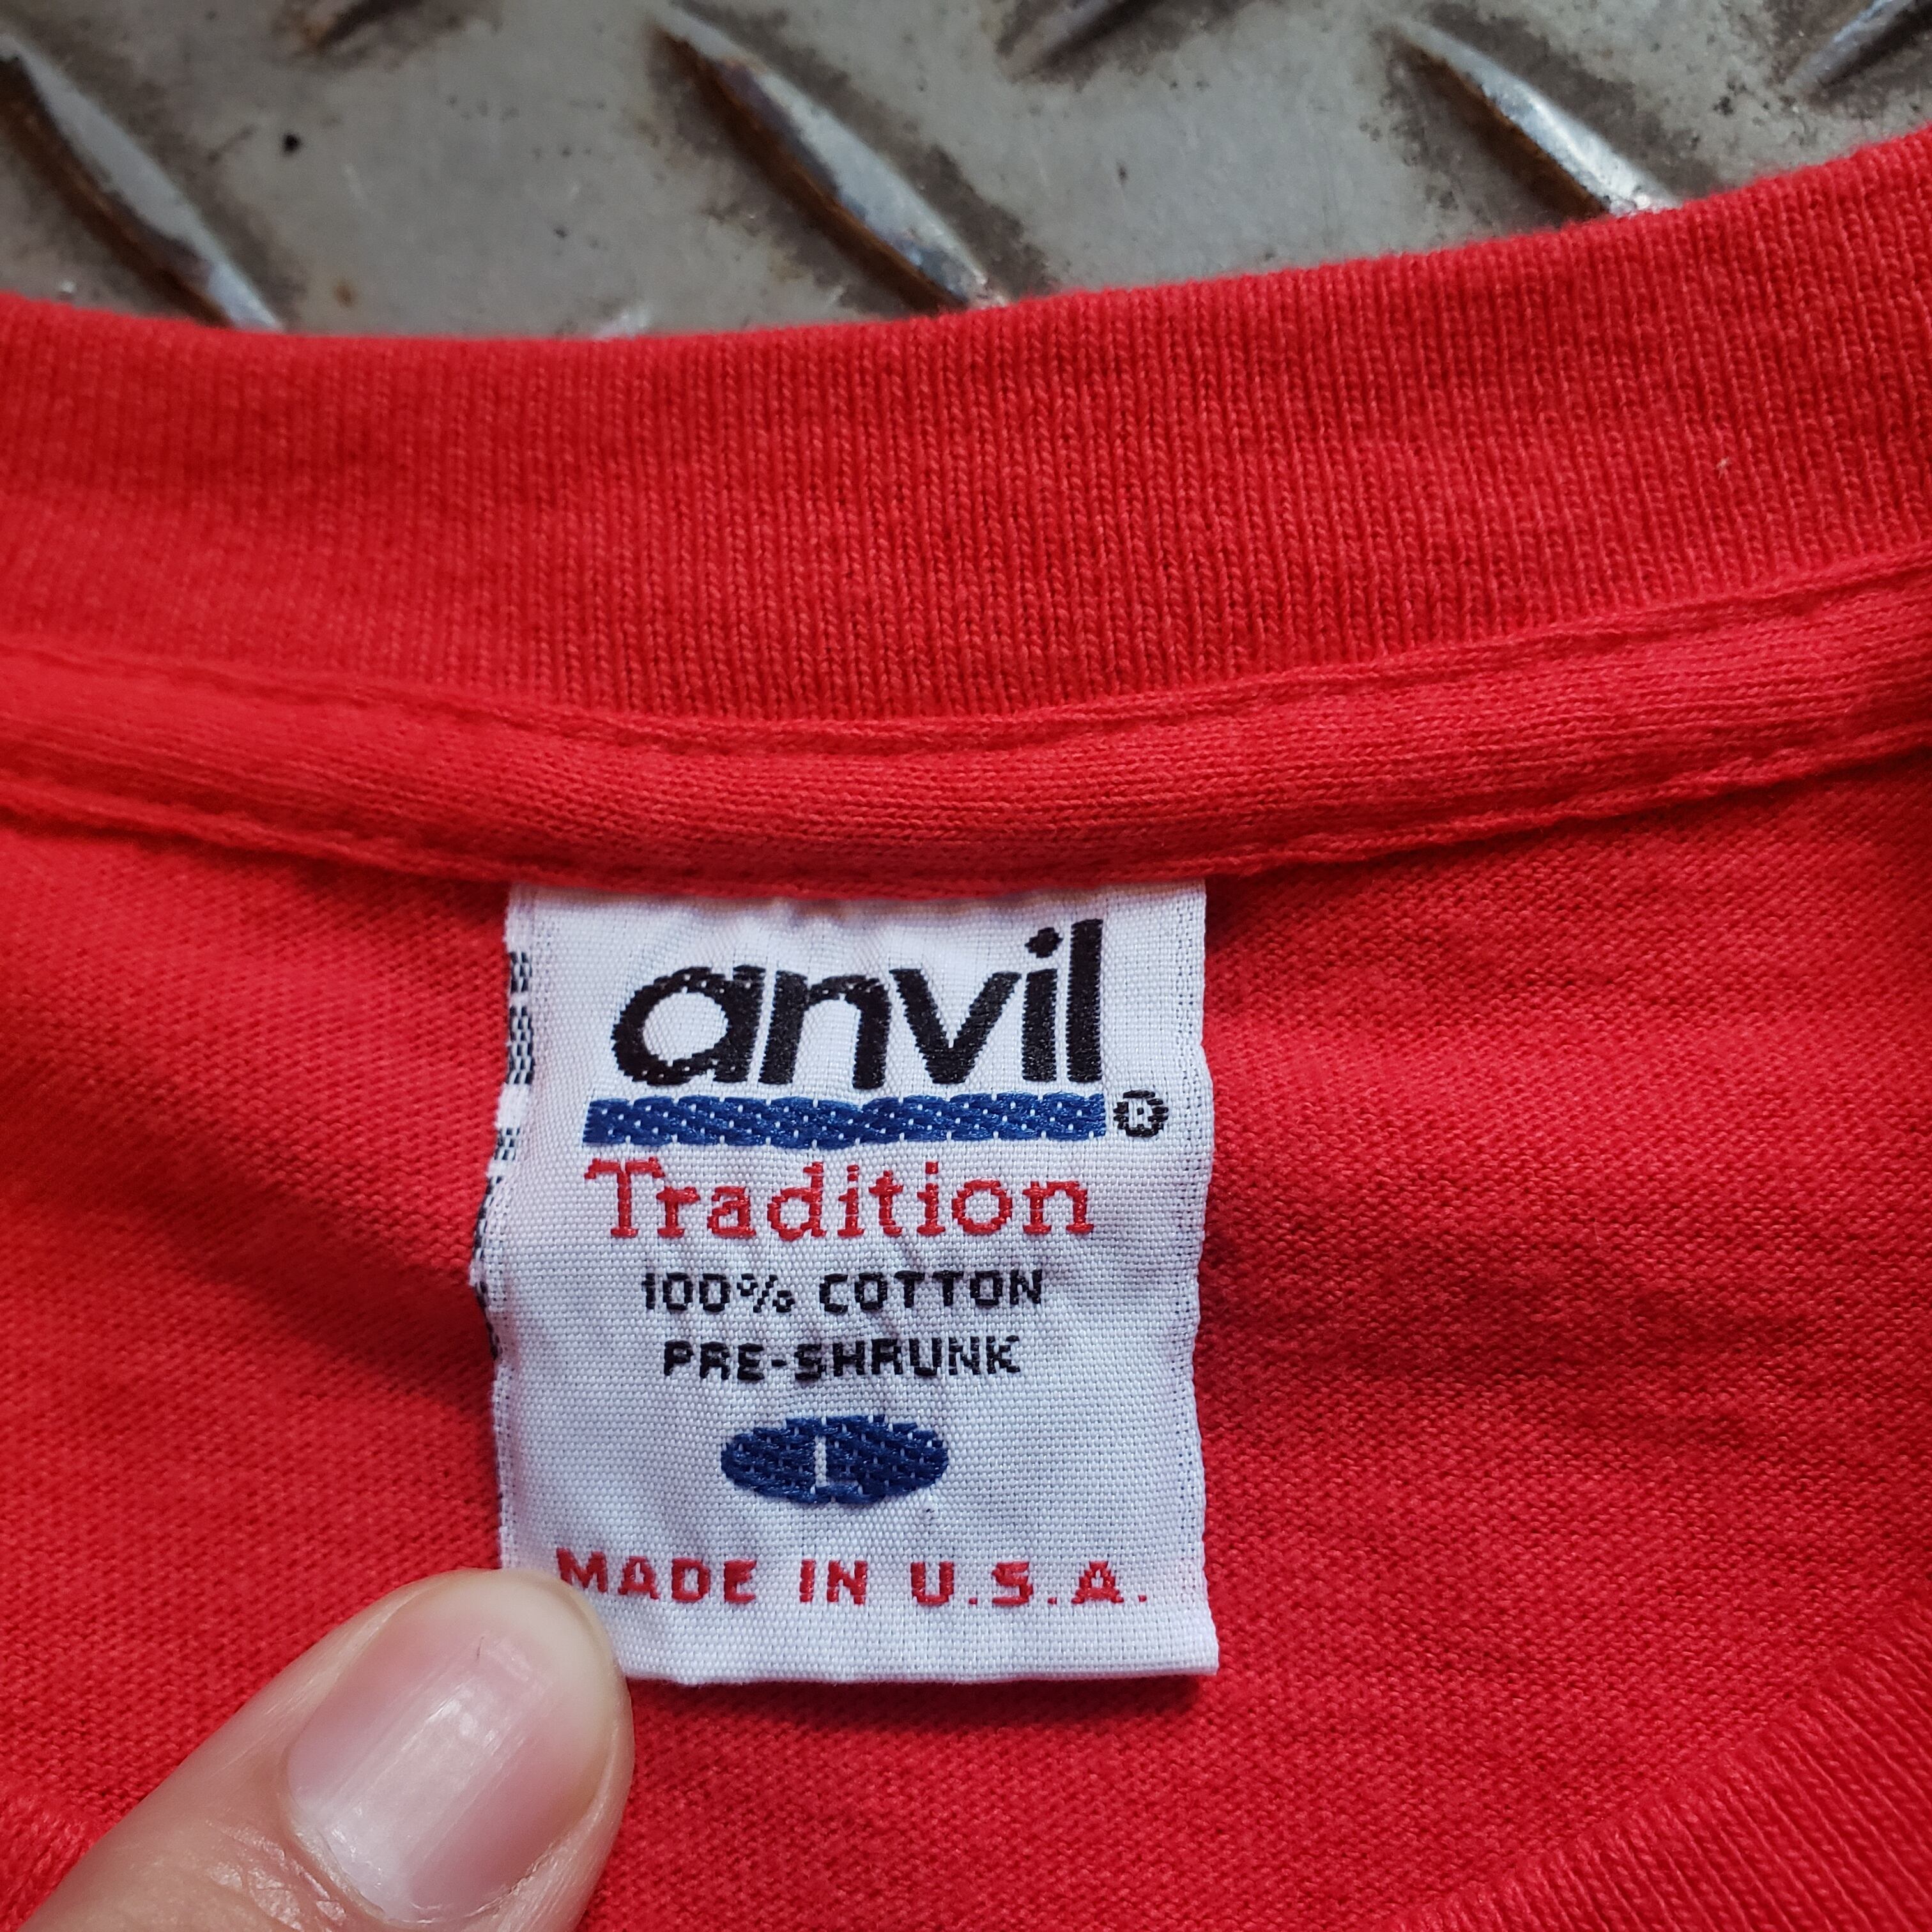 anvil®
Tradition
100% COTTON
PRE-SHRUNK
L
MADE IN U.S.A.